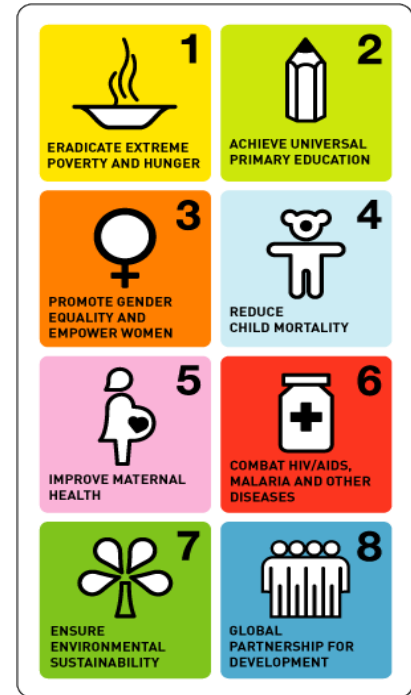 1
ERADICATE EXTREME
POVERTY AND HUNGER
2
ACHIEVE UNIVERSAL
PRIMARY EDUCATION
3
PROMOTE GENDER
EQUALITY AND
EMPOWER WOMEN
4
REDUCE
CHILD MORTALITY
5
IMPROVE MATERNAL
HEALTH
6
COMBAT HIV/AIDS,
MALARIA AND OTHER
DISEASES
7
ENSURE
ENVIRONMENTAL
SUSTAINABILITY
8
GLOBAL
PARTNERSHIP FOR
DEVELOPMENT